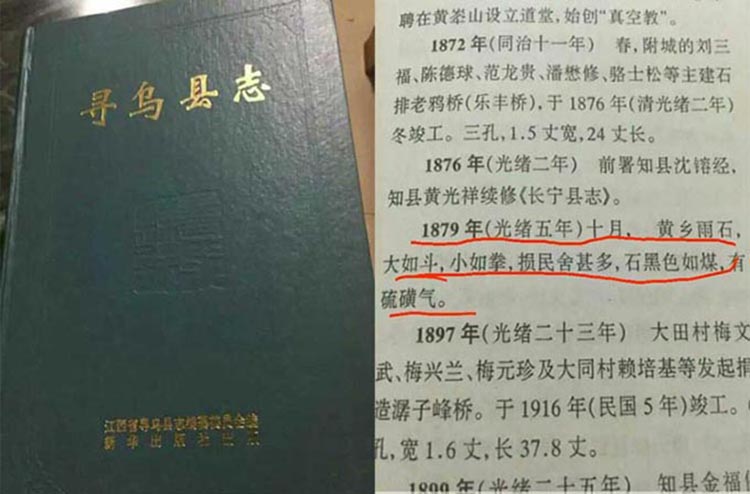 寻乌县志
江西省寻乌县志编纂委员会编
新华出版社出版
聘在黄峯山设立道堂，始创“真空教”。
1872年(同治十一年)　春，附城的刘三
福、陈德球、范龙贵、潘懋修、骆士松等主建石
排老鸦桥(乐丰桥)，于1876年(清光绪二年)
冬竣工。三孔，1.5丈宽，24丈长。
1876年(光绪二年)　前署知县沈镕经，
知县黄光祥续修《长宁县志》。
1879年(光绪五年)十月，　黄乡雨石，
大如斗，小如拳，损民舍甚多，石黑色如煤，有
硫磺气。
1897年(光绪二十三年)　大田村梅文
武、梅兴兰、梅元珍及大同村赖培基等发起捐
造潺子峰桥。于1916年(民国5年)竣工。
孔，宽1.6丈，长37.8丈。
1899年(光绪二十五年)　知县金福